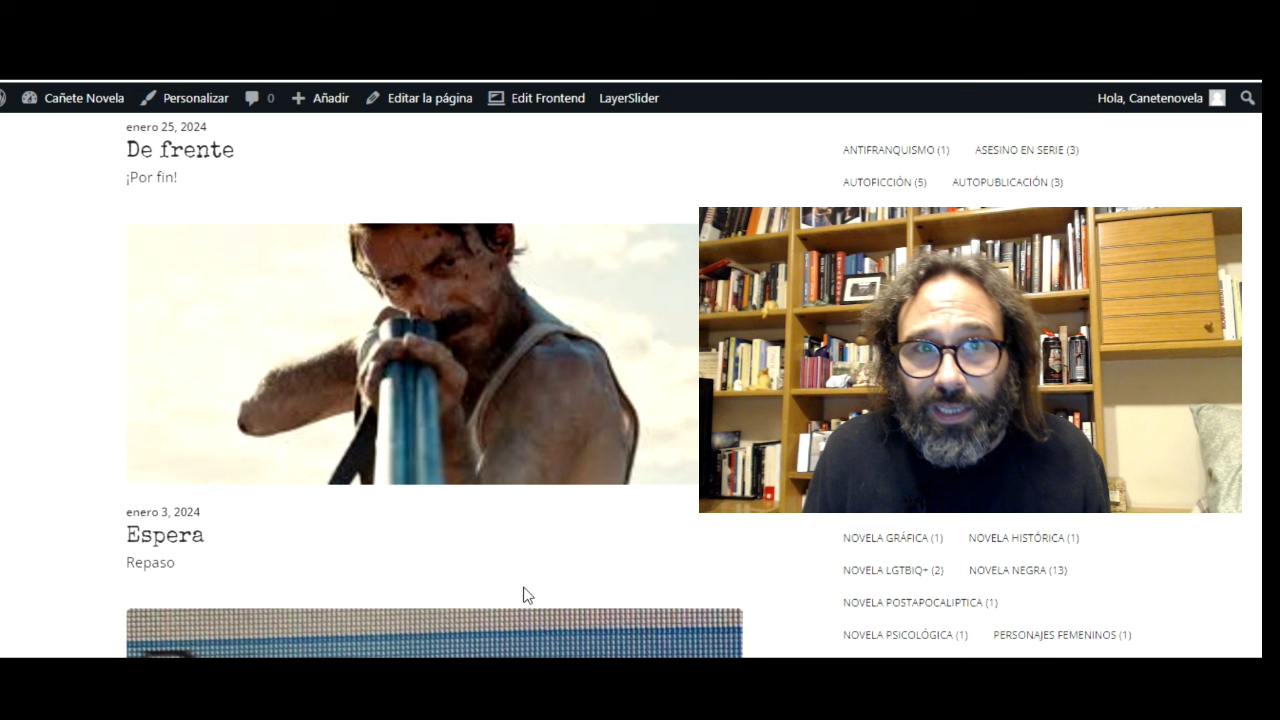 Cañete Novela Personalizar 0 Añadir Editar la página Edit Frontend LayerSlider Hola, Canetenovela
enero 25, 2024
De frente
¡Por fin!
enero 3, 2024
Espera
Repaso
ANTIFRANQUISMO (1) ASESINO EN SERIE (3)
AUTOFICCIÓN (5) AUTOPUBLICACIÓN (3)
NOVELA GRÁFICA (1) NOVELA HISTÓRICA (1)
NOVELA LGTBIQ+ (2) NOVELA NEGRA (13)
NOVELA POSTAPOCALIPTICA (1)
NOVELA PSICOLÓGICA (1) PERSONAJES FEMENINOS (1)